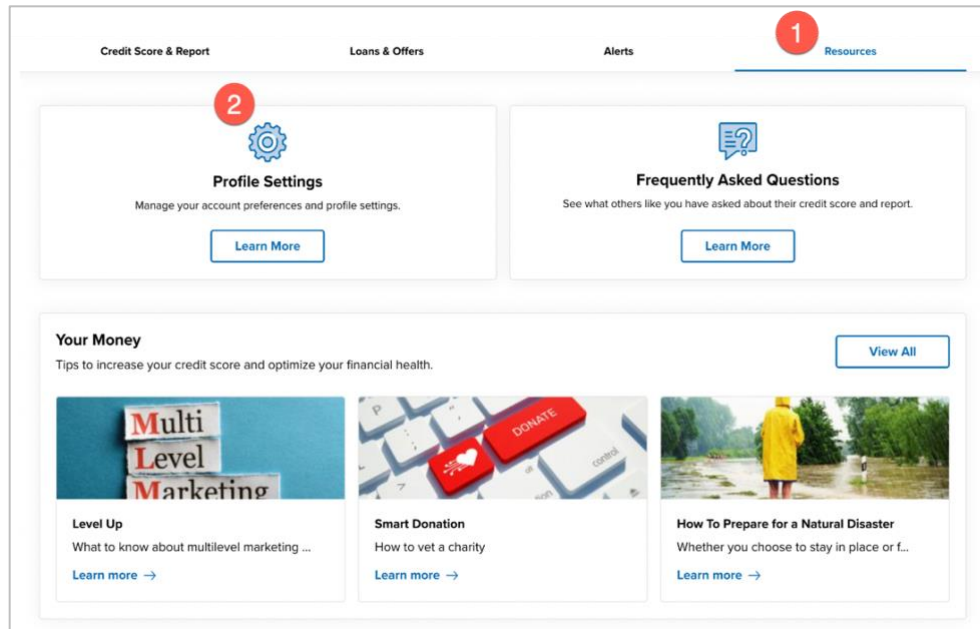 Credit Score & Report
Loans & Offers
Alerts
1
Resources
2
Profile Settings
Manage your account preferences and profile settings.
Learn More
Frequently Asked Questions
See what others like you have asked about their credit score and report.
Learn More
Your Money
Tips to increase your credit score and optimize your financial health.
View All
Multi
Level
Marketing
Level Up
What to know about multilevel marketing ...
Learn more →
P
DONATE
control
Smart Donation
How to vet a charity
Learn more →
How To Prepare for a Natural Disaster
Whether you choose to stay in place or f...
Learn more →